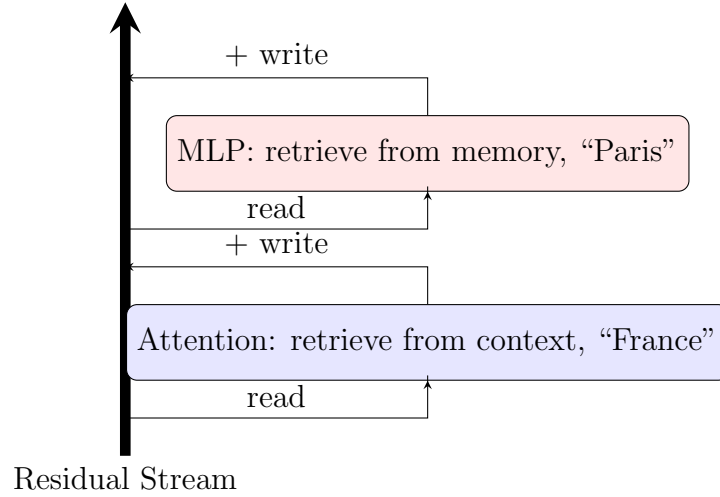 + write
MLP: retrieve from memory, “Paris”
read
+ write
Attention: retrieve from context, “France”
read
Residual Stream